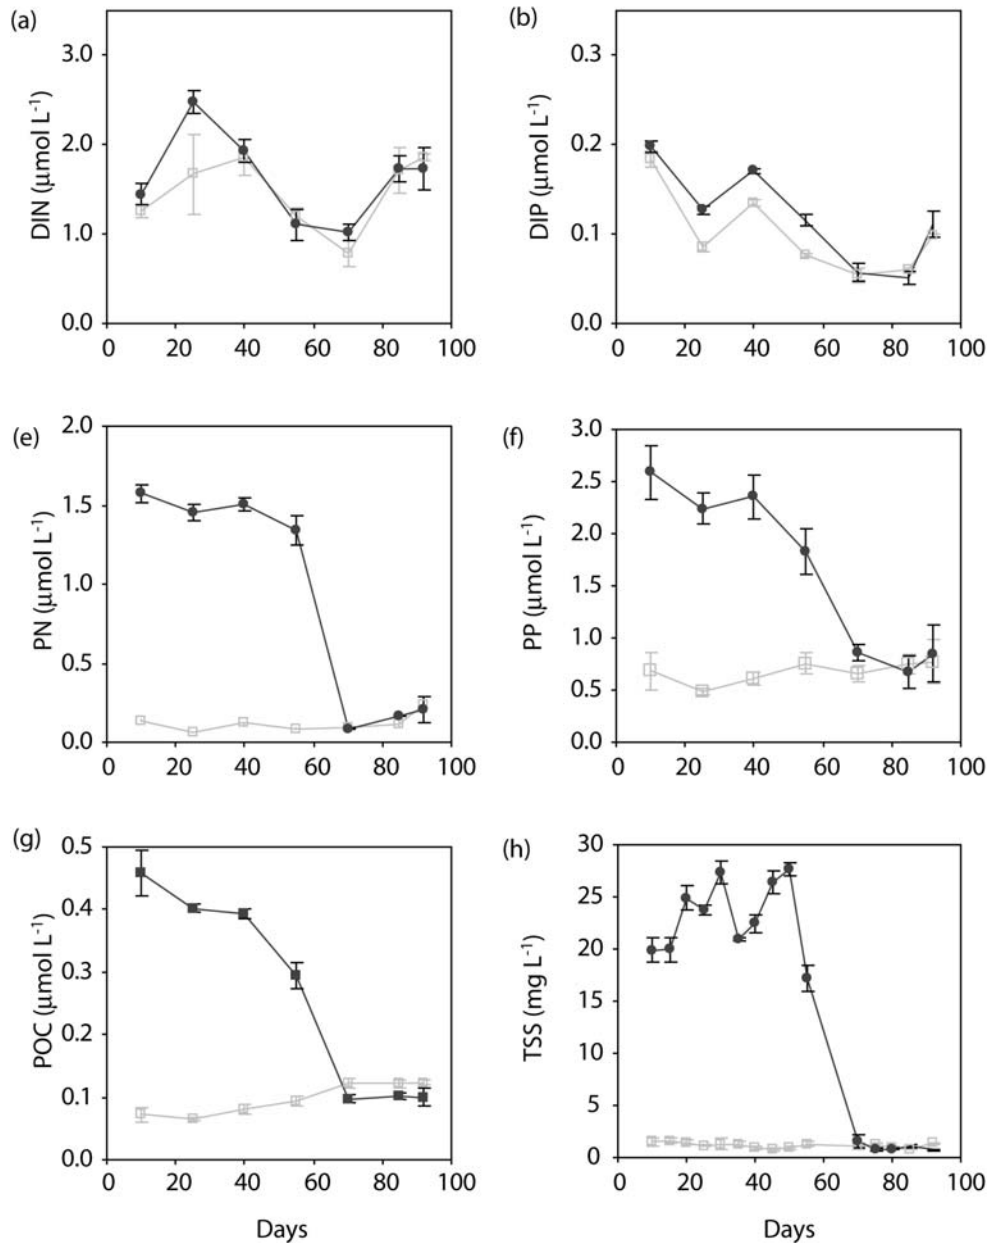 (a)
3.0
2.0
1.0
0.0
DIN (μmol L⁻¹)
0 20 40 60 80 100
(b)
0.3
0.2
0.1
0.0
DIP (μmol L⁻¹)
0 20 40 60 80 100
(e)
2.0
1.5
1.0
0.5
0.0
PN (μmol L⁻¹)
0 20 40 60 80 100
(f)
3.0
2.5
2.0
1.5
1.0
0.5
0.0
PP (μmol L⁻¹)
0 20 40 60 80 100
(g)
0.5
0.4
0.3
0.2
0.1
0.0
POC (μmol L⁻¹)
0 20 40 60 80 100
Days
(h)
30
25
20
15
10
5
0
TSS (mg L⁻¹)
0 20 40 60 80 100
Days